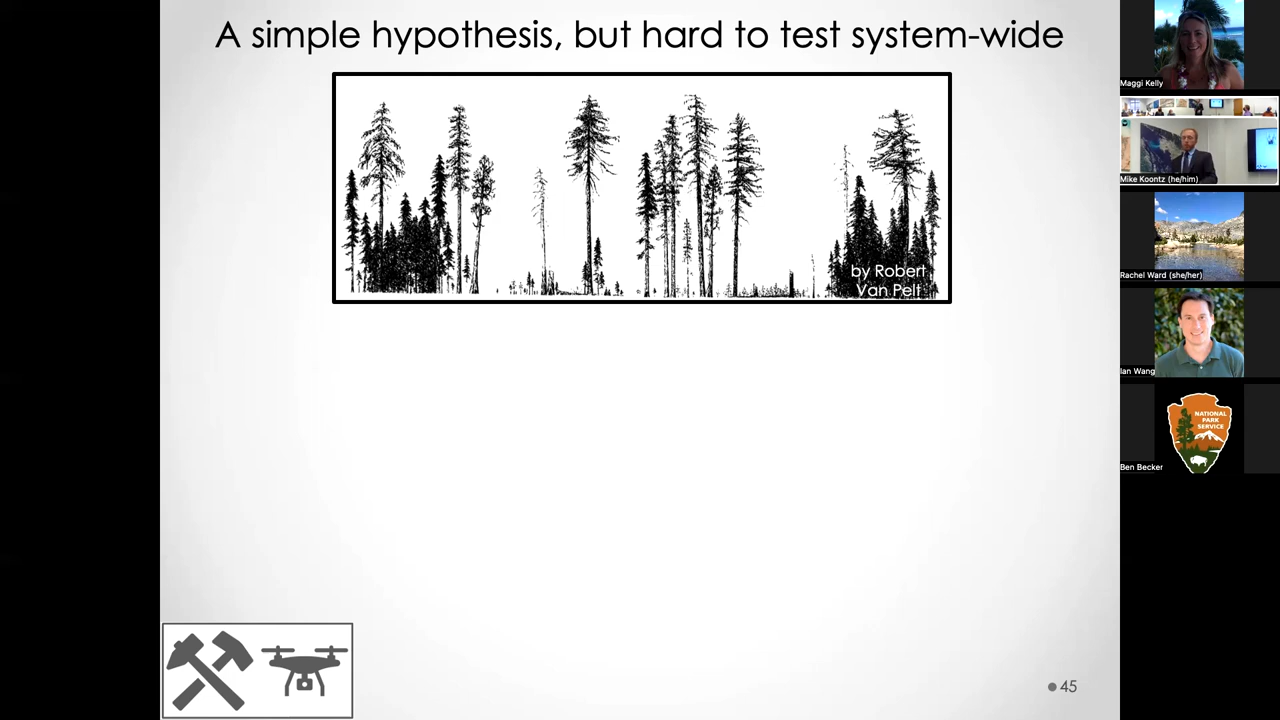 A simple hypothesis, but hard to test system-wide
by Robert
Van Pelt
45
Maggi Kelly
Mike Koontz (he/him)
Rachel Ward (she/her)
Ian Wang
NATIONAL
PARK
SERVICE
Ben Becker